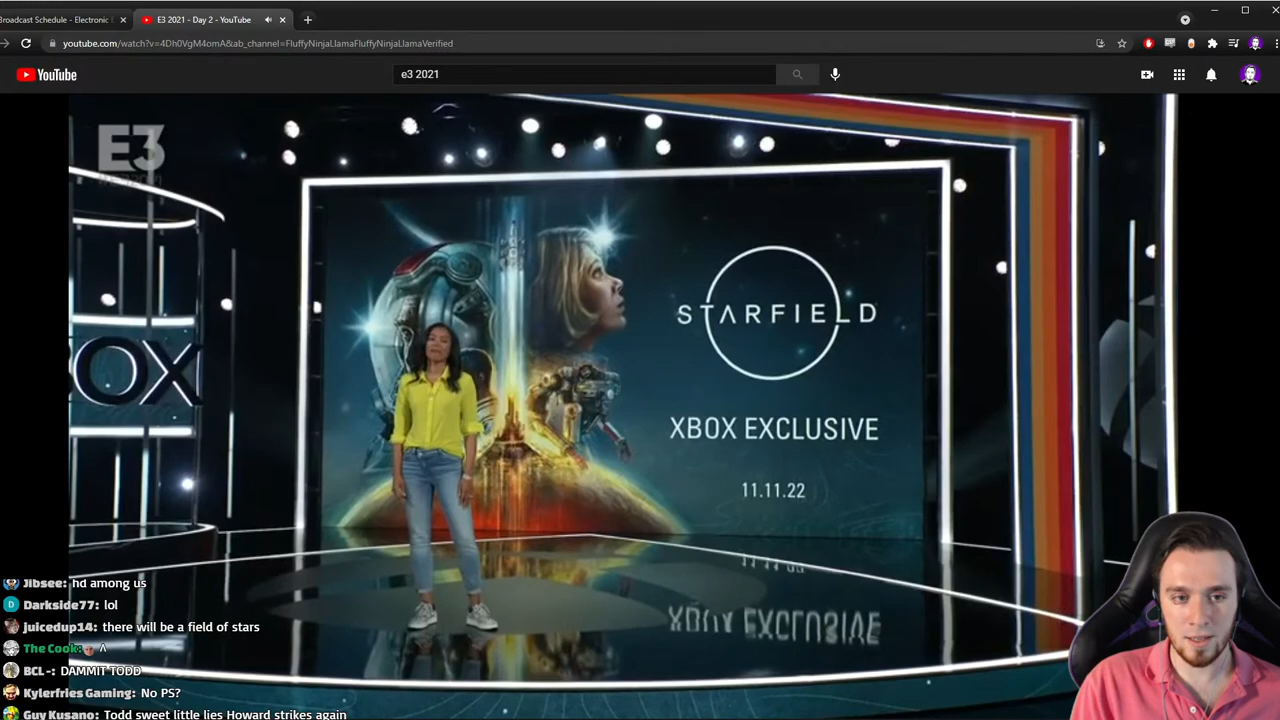 Broadcast Schedule - Electronic E
E3 2021 - Day 2 - YouTube
youtube.com/watch?v=4Dh0VgM4omA&ab_channel=FluffyNinjaLlamaFluffyNinjaLlamaVerified
YouTube
e3 2021
E3
STARFIELD
XBOX EXCLUSIVE
11.11.22
BOX
XBOX EXCLUSIVE
Jibsee: hd among us
Darkside77: lol
juicedup14: there will be a field of stars
The Cook: ^
BCL-: DAMMIT TODD
Kylerfries Gaming: No PS?
Guy Kusano: Todd sweet little lies Howard strikes again